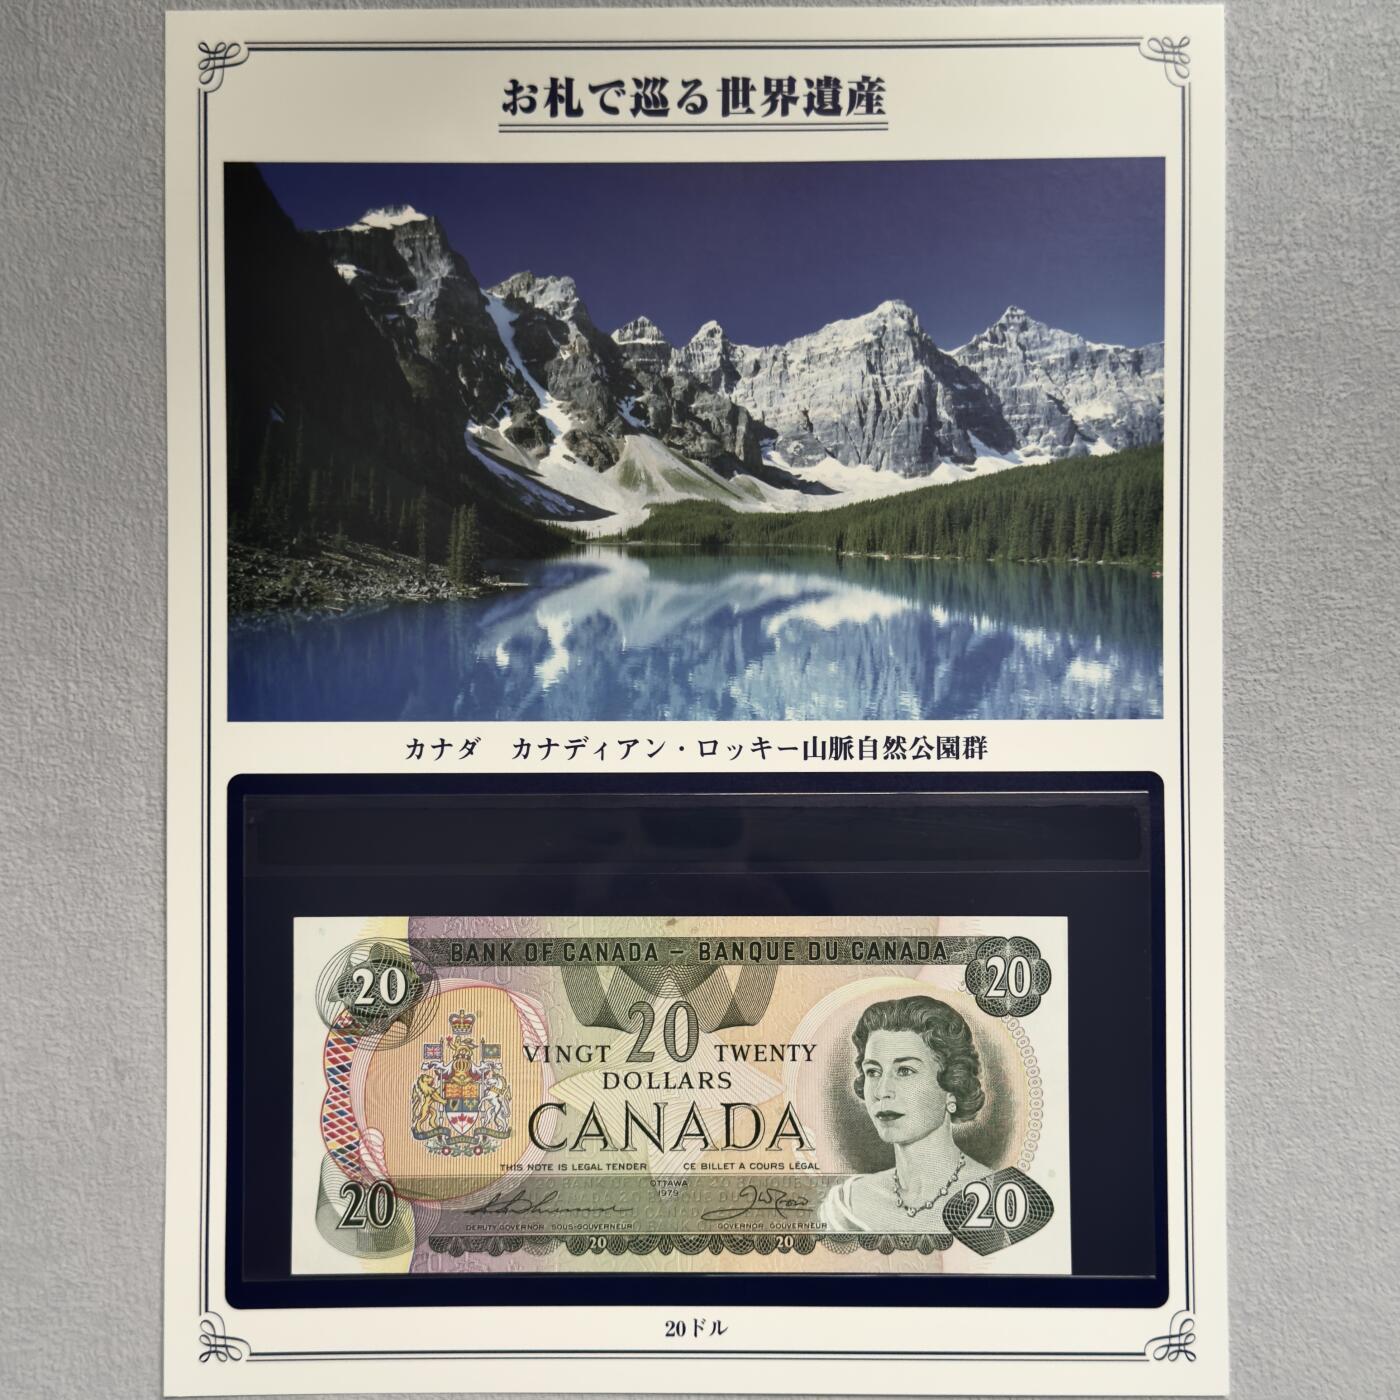 お札で巡る世界遺産
カナダ　カナディアン・ロッキー山脈自然公園群
BANK OF CANADA – BANQUE DU CANADA
20
20
20
VINGT
TWENTY
DOLLARS
CANADA
THIS NOTE IS LEGAL TENDER
CE BILLET A COURS LÉGAL
OTTAWA
1979
20
20
DEPUTY GOVERNOR SOUS-GOUVERNEUR
GOVERNOR GOUVERNEUR
20
20
20ドル